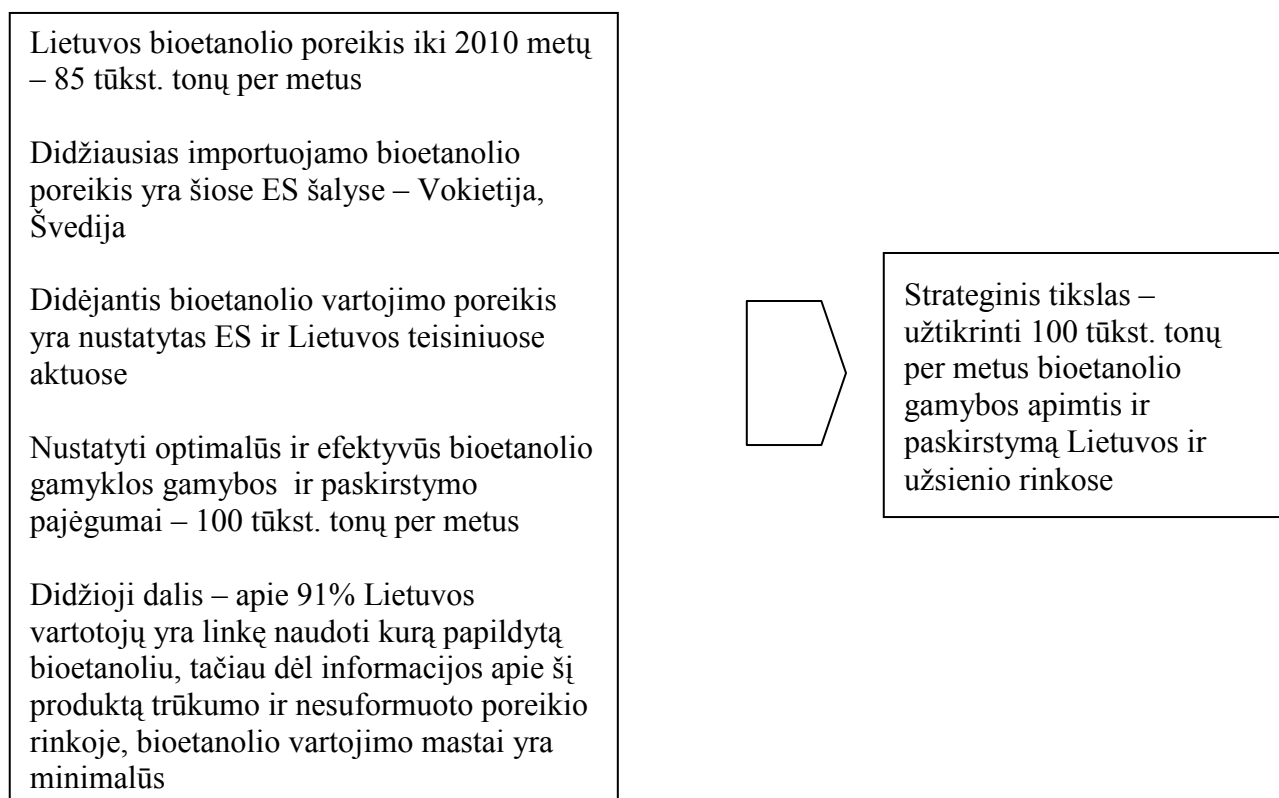 Lietuvos bioetanolio poreikis iki 2010 metų
– 85 tūkst. tonų per metus
Didžiausias importuojamo bioetanolio
poreikis yra šiose ES šalyse – Vokietija,
Švedija
Didėjantis bioetanolio vartojimo poreikis
yra nustatytas ES ir Lietuvos teisiniuose
aktuose
Nustatyti optimalūs ir efektyvūs bioetanolio
gamyklos gamybos ir paskirstymo
pajėgumai – 100 tūkst. tonų per metus
Didžioji dalis – apie 91% Lietuvos
vartotojų yra linkę naudoti kurą papildytą
bioetanoliu, tačiau dėl informacijos apie šį
produktą trūkumo ir nesuformuoto poreikio
rinkoje, bioetanolio vartojimo mastai yra
minimalūs
Strateginis tikslas –
užtikrinti 100 tūkst. tonų
per metus bioetanolio
gamybos apimtis ir
paskirstymą Lietuvos ir
užsienio rinkose